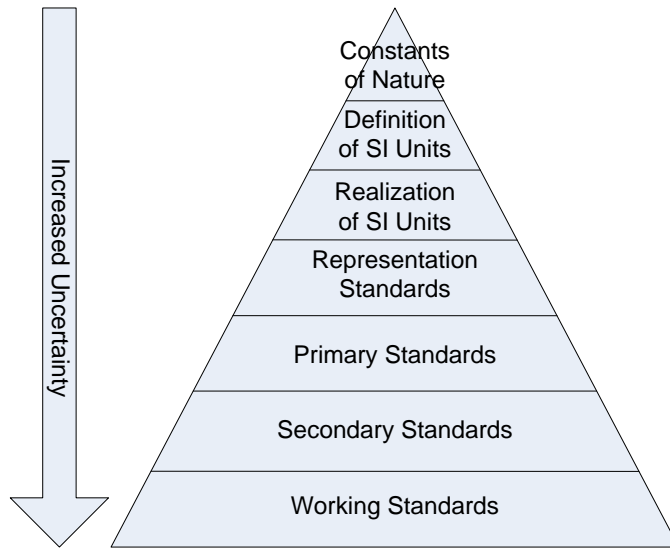 Increased Uncertainty
Constants
of Nature
Definition
of SI Units
Realization
of SI Units
Representation
Standards
Primary Standards
Secondary Standards
Working Standards